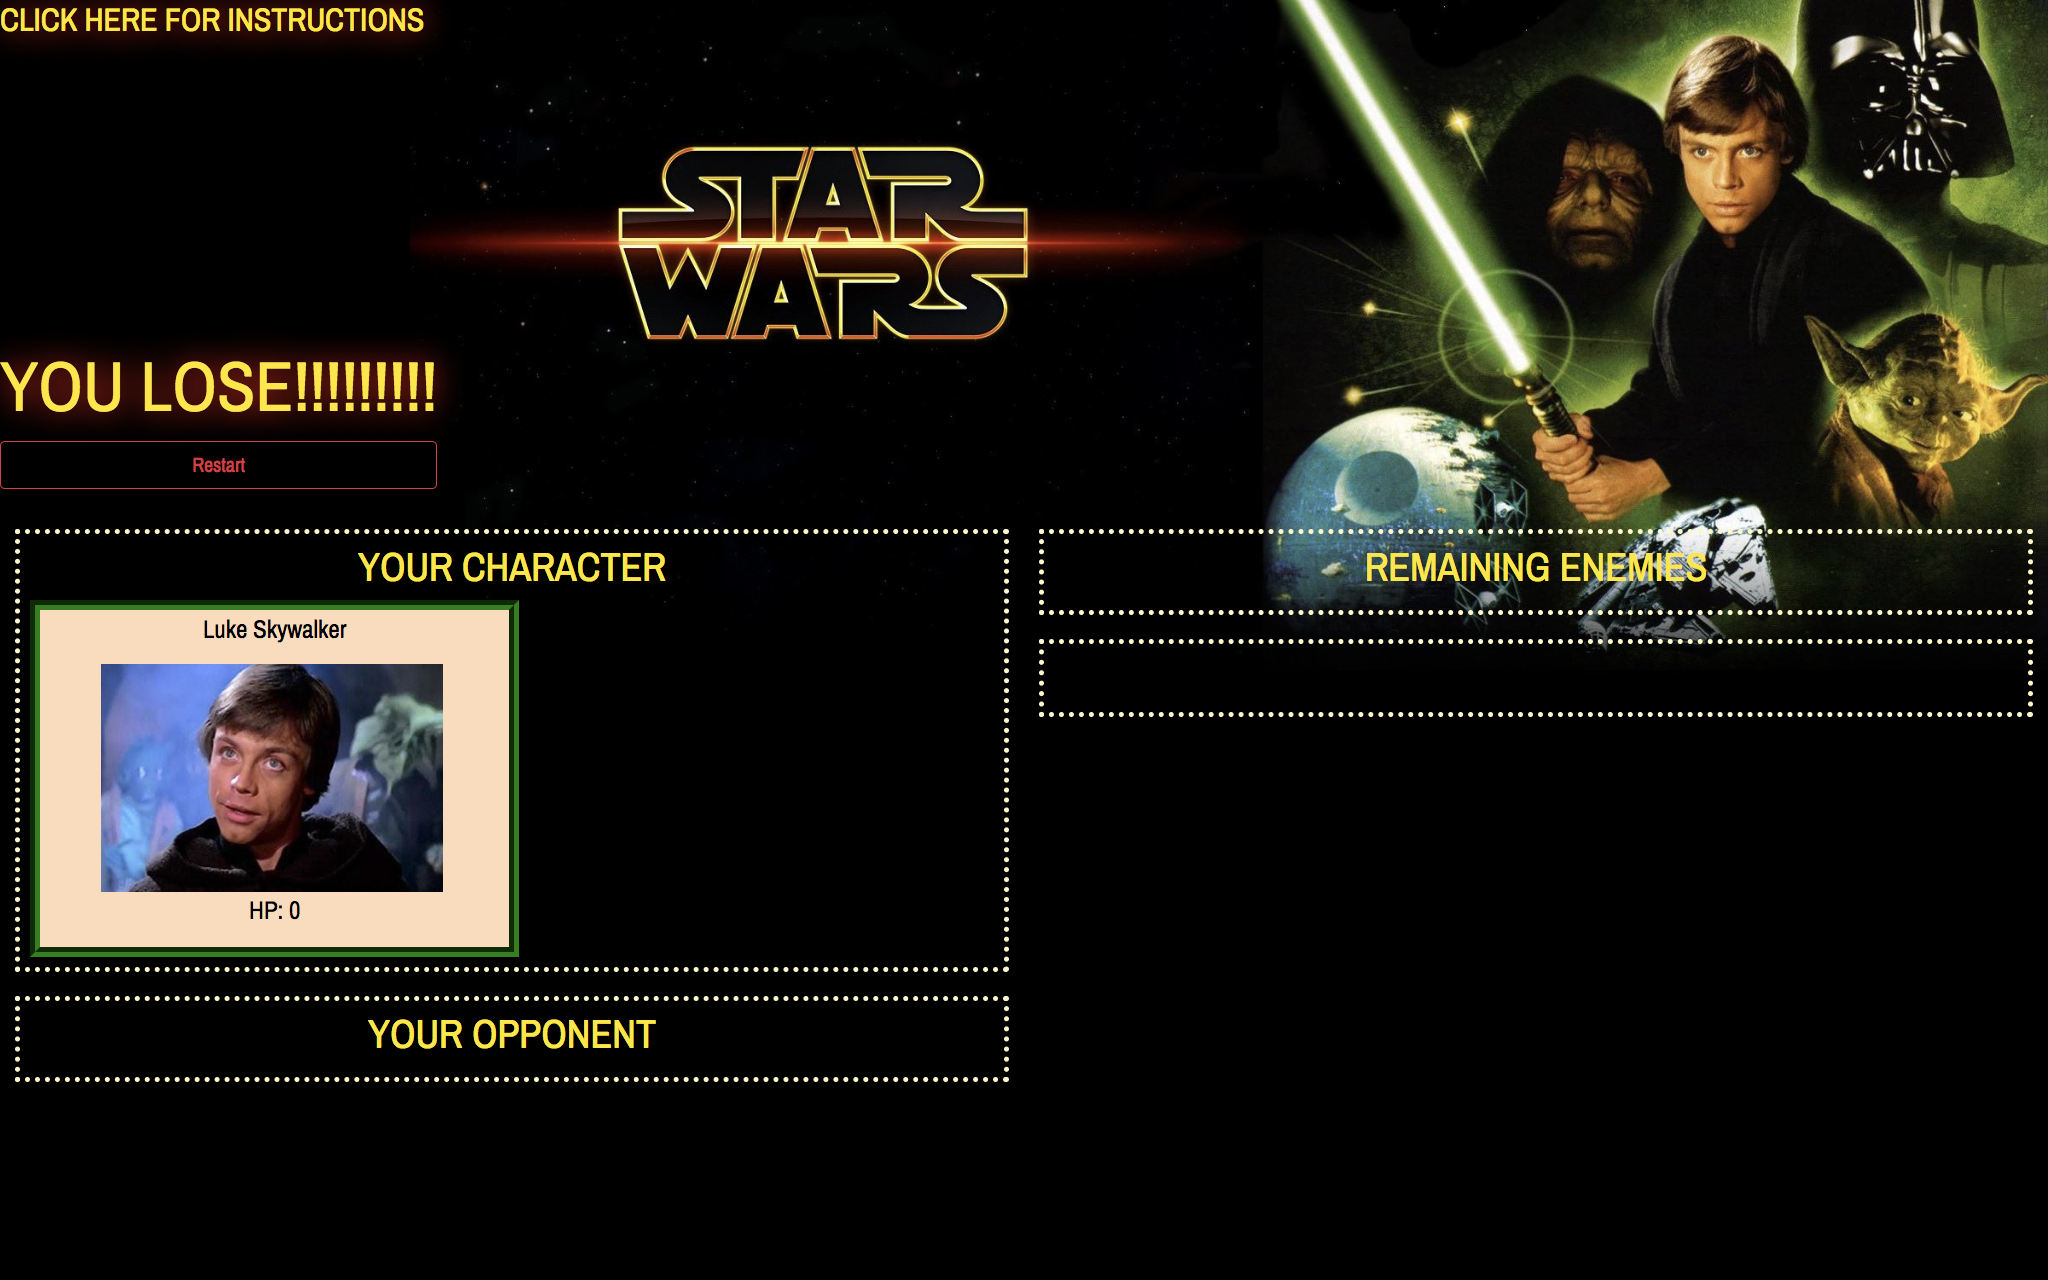 CLICK HERE FOR INSTRUCTIONS
STAR
WARS
YOU LOSE!!!!!!!!!
Restart
YOUR CHARACTER
REMAINING ENEMIES
Luke Skywalker
HP: 0
YOUR OPPONENT